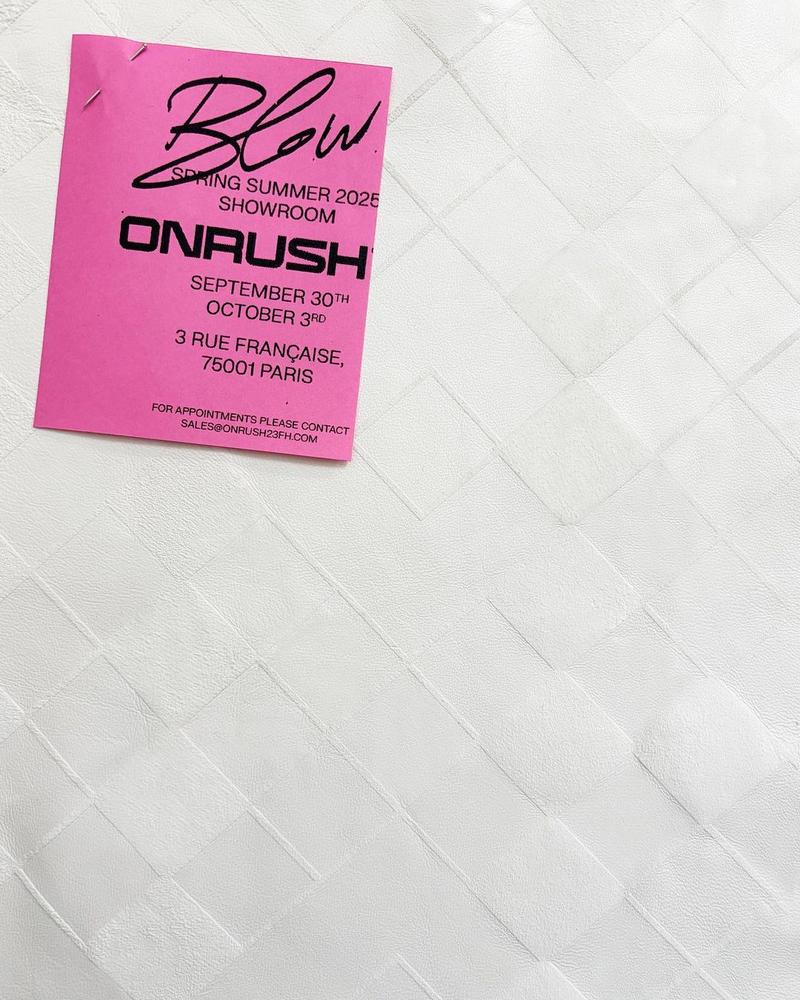 Blow
SPRING SUMMER 2025
SHOWROOM
ONRUSH
SEPTEMBER 30TH
OCTOBER 3RD
3 RUE FRANÇAISE,
75001 PARIS
FOR APPOINTMENTS PLEASE CONTACT
SALES@ONRUSH23FH.COM